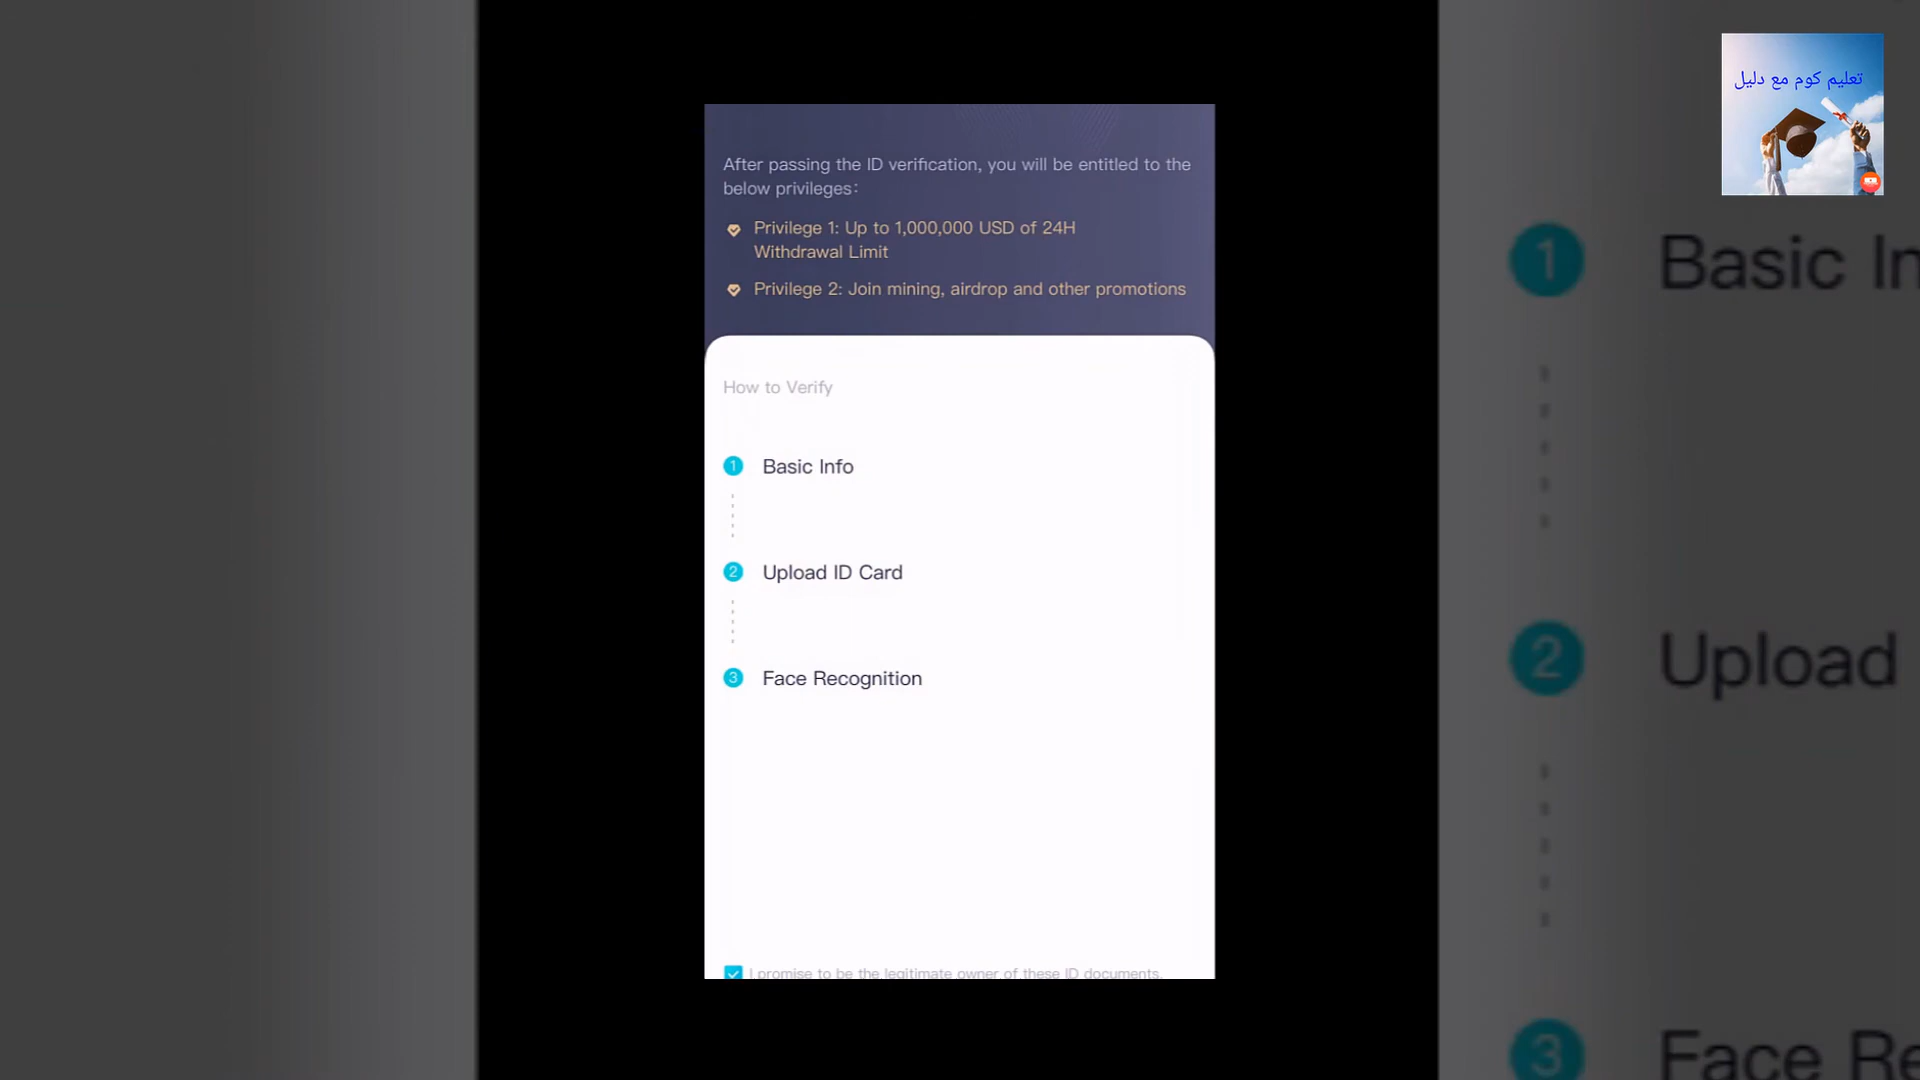 تعليم كوم مع دليل
After passing the ID verification, you will be entitled to the
below privileges:
Privilege 1: Up to 1,000,000 USD of 24H
Withdrawal Limit
Privilege 2: Join mining, airdrop and other promotions
How to Verify
1 Basic Info
2 Upload ID Card
3 Face Recognition
I promise to be the legitimate owner of these ID documents.
1 Basic In
2 Upload
3 Face Re